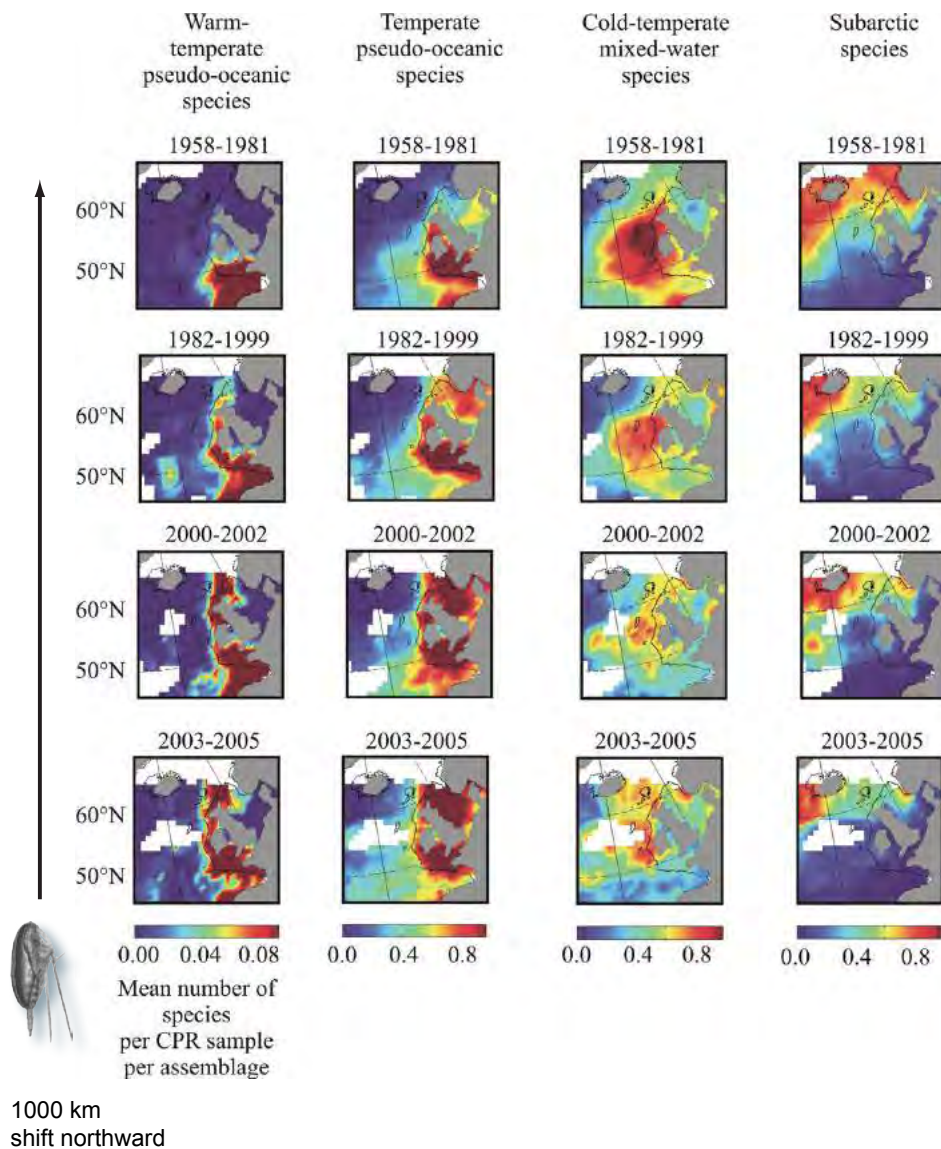 Warm-
temperate
pseudo-oceanic
species
Temperate
pseudo-oceanic
species
Cold-temperate
mixed-water
species
Subarctic
species
1958-1981
1958-1981
1958-1981
1958-1981
60°N
50°N
1982-1999
1982-1999
1982-1999
1982-1999
60°N
50°N
2000-2002
2000-2002
2000-2002
2000-2002
60°N
50°N
2003-2005
2003-2005
2003-2005
2003-2005
60°N
50°N
0.00 0.04 0.08
0.0 0.4 0.8
0.0 0.4 0.8
0.0 0.4 0.8
Mean number of
species
per CPR sample
per assemblage
1000 km
shift northward